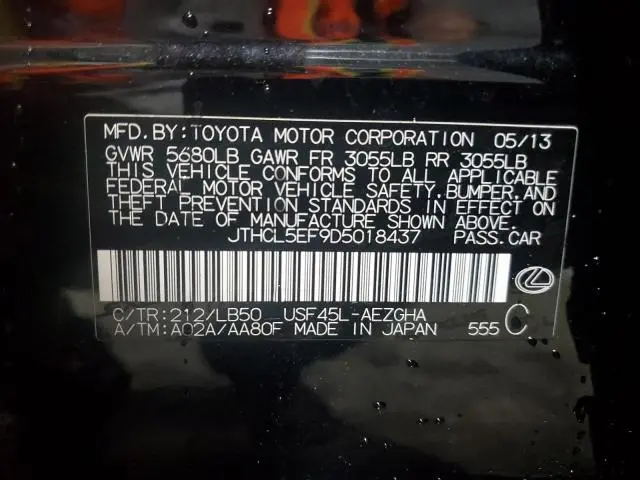 MFD.BY:TOYOTA MOTOR CORPORATION 05/13
GVWR 5680LB GAWR FR 3055LB RR 3055LB
THIS VEHICLE CONFORMS TO ALL APPLICABLE
FEDERAL MOTOR VEHICLE SAFETY,BUMPER,AND
THEFT PREVENTION STANDARDS IN EFFECT ON
THE DATE OF MANUFACTURE SHOWN ABOVE.
JTHCL5EF9D5018437 PASS.CAR
C/TR:212/LB50 USF45L-AEZGHA
A/TM:A02A/AA80F MADE IN JAPAN 555 C